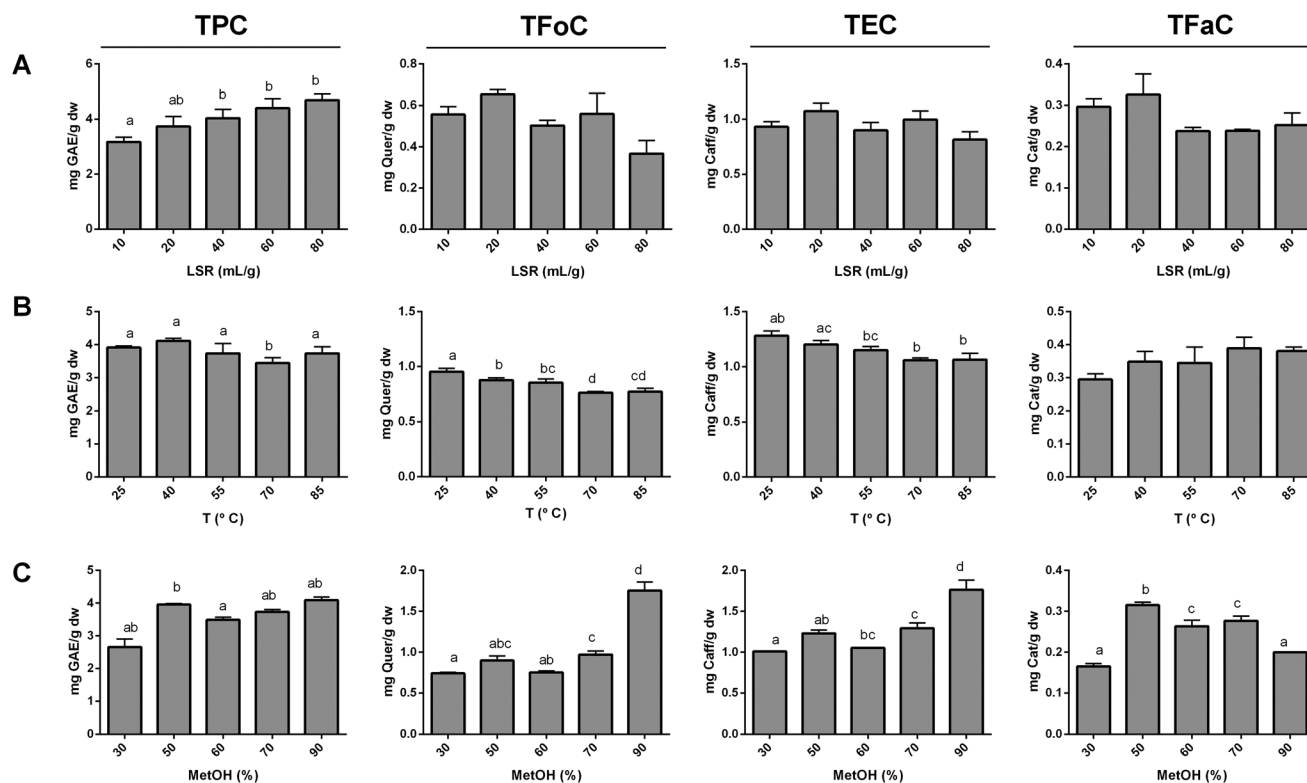 TPC TFoC TEC TFaC
A
mg GAE/g dw
6
4
2
0
a ab b b b
10 20 40 60 80
LSR (mL/g)
mg Quer/g dw
0.8
0.6
0.4
0.2
0.0
10 20 40 60 80
LSR (mL/g)
mg Caff/g dw
1.5
1.0
0.5
0.0
10 20 40 60 80
LSR (mL/g)
mg Cat/g dw
0.4
0.3
0.2
0.1
0.0
10 20 40 60 80
LSR (mL/g)
B
mg GAE/g dw
5
4
3
2
1
0
a a a b a
25 40 55 70 85
T (º C)
mg Quer/g dw
1.5
1.0
0.5
0.0
a b bc d cd
25 40 55 70 85
T (º C)
mg Caff/g dw
1.5
1.0
0.5
0.0
ab ac bc b b
25 40 55 70 85
T (º C)
mg Cat/g dw
0.5
0.4
0.3
0.2
0.1
0.0
25 40 55 70 85
T (º C)
C
mg GAE/g dw
5
4
3
2
1
0
ab b a ab ab
30 50 60 70 90
MetOH (%)
mg Quer/g dw
2.0
1.5
1.0
0.5
0.0
a abc ab c d
30 50 60 70 90
MetOH (%)
mg Caff/g dw
2.0
1.5
1.0
0.5
0.0
a ab bc c d
30 50 60 70 90
MetOH (%)
mg Cat/g dw
0.4
0.3
0.2
0.1
0.0
a b c c a
30 50 60 70 90
MetOH (%)